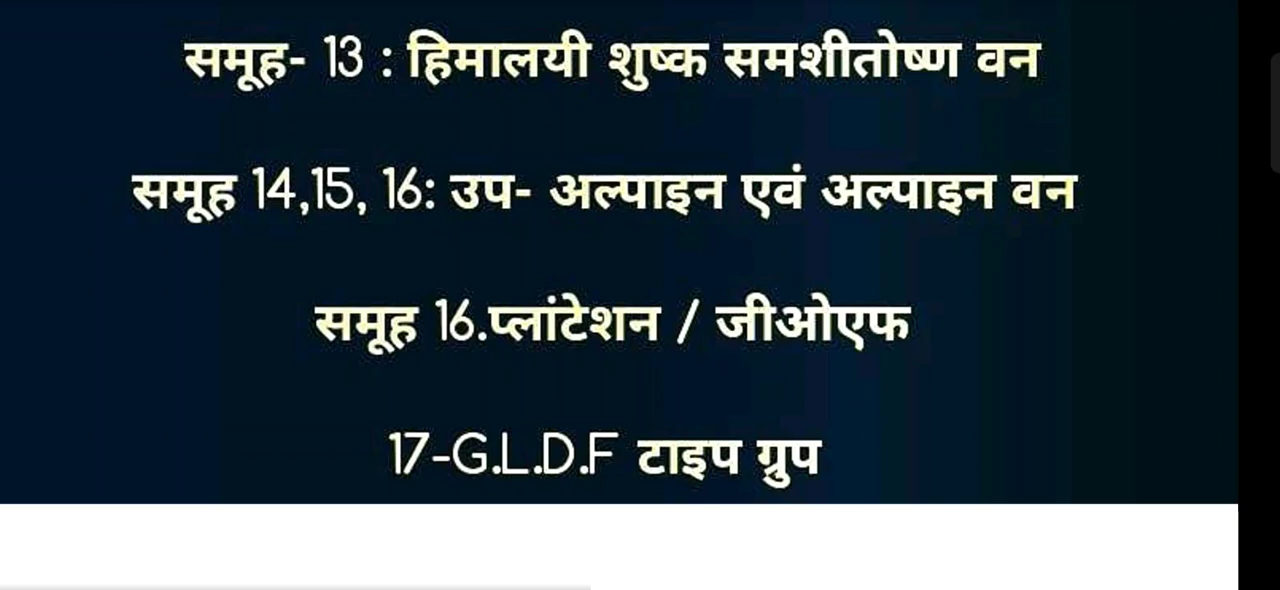 समूह- 13 : हिमालयी शुष्क समशीतोष्ण वन
समूह 14,15, 16: उप- अल्पाइन एवं अल्पाइन वन
समूह 16.प्लांटेशन / जीओएफ
17-G.L.D.F टाइप ग्रुप